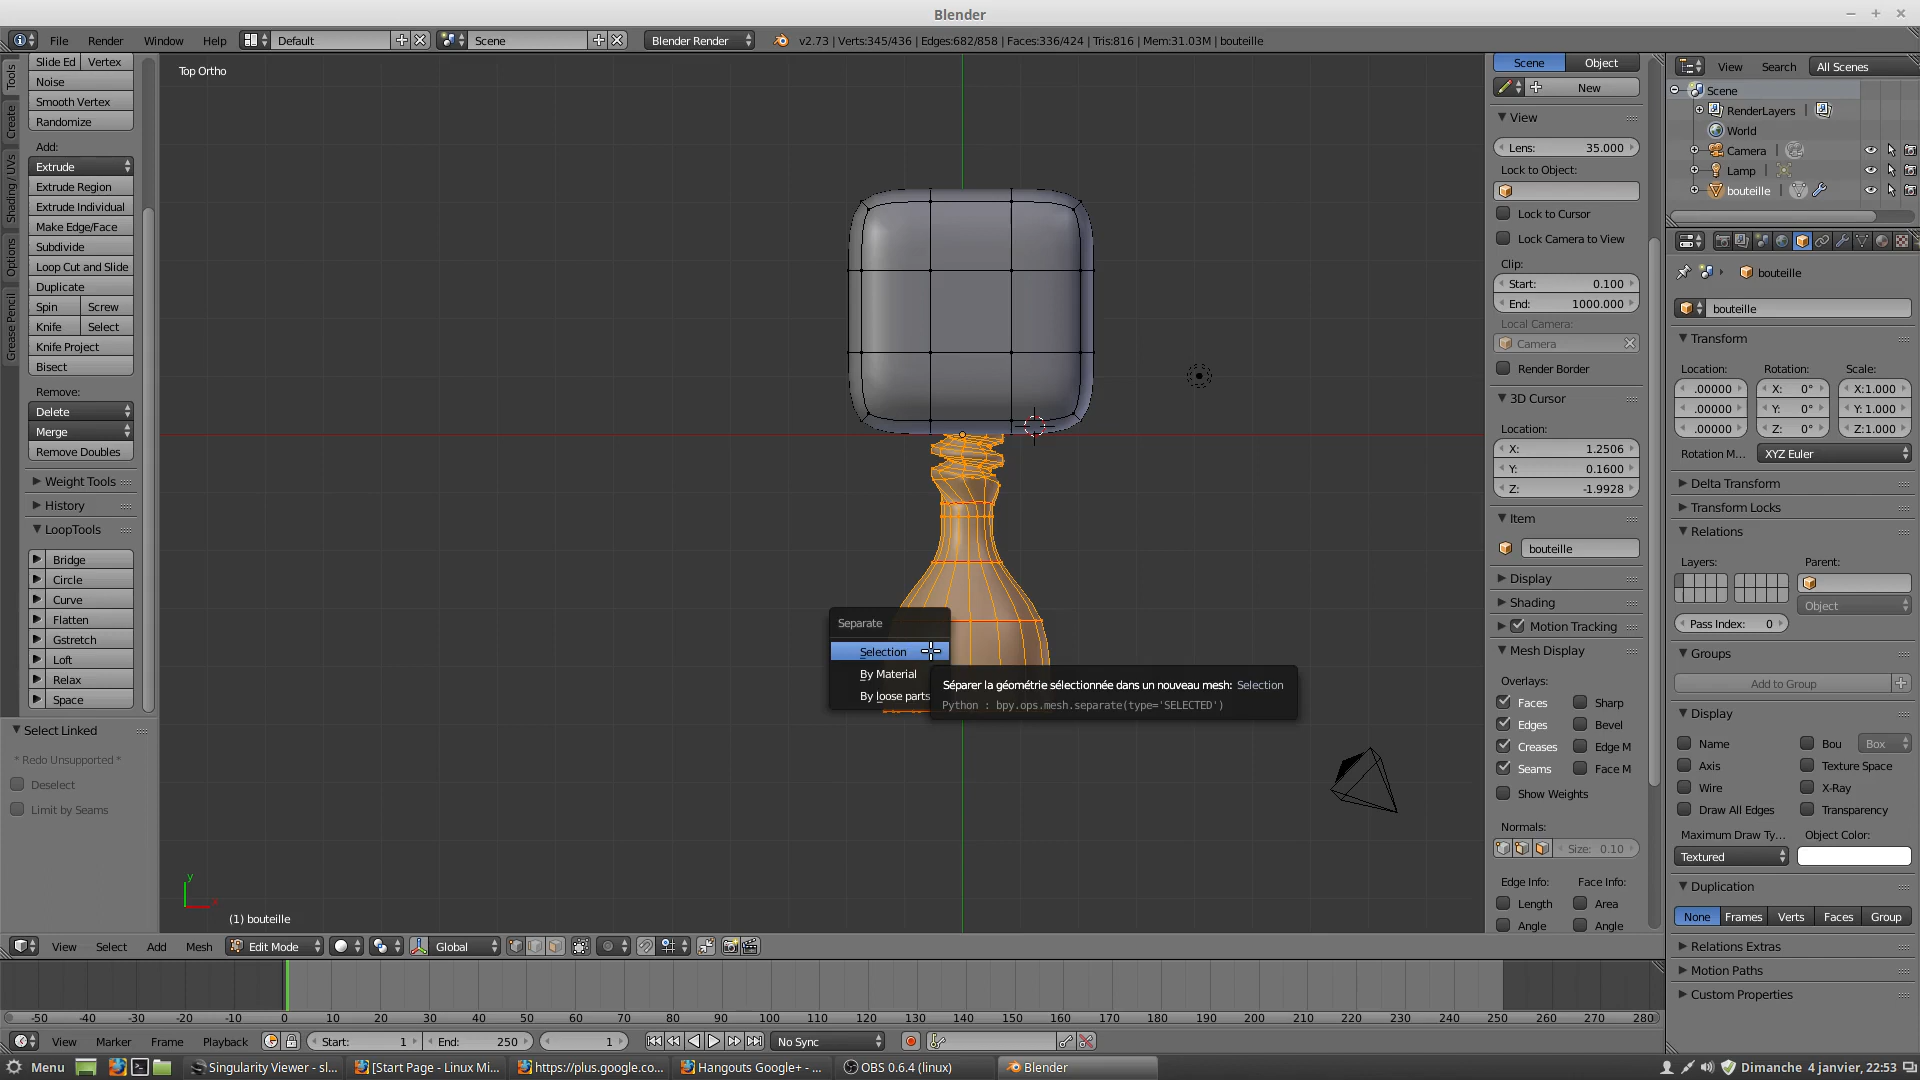 Blender
File Render Window Help Default Scene Blender Render v2.73 | Verts:345/436 | Edges:682/858 | Faces:336/424 | Tris:816 | Mem:31.03M | bouteille
Tools
Create
Shading / UVs
Options
Grease Pencil
Slide Ed Vertex
Noise
Smooth Vertex
Randomize
Add:
Extrude
Extrude Region
Extrude Individual
Make Edge/Face
Subdivide
Loop Cut and Slide
Duplicate
Spin Screw
Knife Select
Knife Project
Bisect
Remove:
Delete
Merge
Remove Doubles
Weight Tools
History
LoopTools
Bridge
Circle
Curve
Flatten
Gstretch
Loft
Relax
Space
Select Linked
* Redo Unsupported *
Deselect
Limit by Seams
Top Ortho
Separate
Selection
By Material
By loose parts
Séparer la géométrie sélectionnée dans un nouveau mesh: Selection
Python : bpy.ops.mesh.separate(type='SELECTED')
y
x
(1) bouteille
Scene Object
New
View
Lens: 35.000
Lock to Object:
Lock to Cursor
Lock Camera to View
Clip:
Start: 0.100
End: 1000.000
Local Camera:
Camera
Render Border
3D Cursor
Location:
X: 1.2506
Y: 0.1600
Z: -1.9928
Item
bouteille
Display
Shading
Motion Tracking
Mesh Display
Overlays:
Faces Sharp
Edges Bevel
Creases Edge M
Seams Face M
Show Weights
Normals:
Size: 0.10
Edge Info: Face Info:
Length Area
Angle Angle
View Search All Scenes
Scene
RenderLayers |
World
Camera |
Lamp |
bouteille |
bouteille
bouteille
Transform
Location: Rotation: Scale:
.00000 X: 0° X:1.000
.00000 Y: 0° Y: 1.000
.00000 Z: 0° Z:1.000
Rotation M... XYZ Euler
Delta Transform
Transform Locks
Relations
Layers: Parent:
Object
Pass Index: 0
Groups
Add to Group
Display
Name Bou Box
Axis Texture Space
Wire X-Ray
Draw All Edges Transparency
Maximum Draw Ty... Object Color:
Textured
Duplication
None Frames Verts Faces Group
Relations Extras
Motion Paths
Custom Properties
View Select Add Mesh Edit Mode Global
-50 -40 -30 -20 -10 0 10 20 30 40 50 60 70 80 90 100 110 120 130 140 150 160 170 180 190 200 210 220 230 240 250 260 270 280
View Marker Frame Playback Start: 1 End: 250 1 No Sync
Menu Singularity Viewer - sl... [Start Page - Linux Mi... https://plus.google.co... Hangouts Google+ - ... OBS 0.6.4 (linux) Blender Dimanche 4 janvier, 22:53